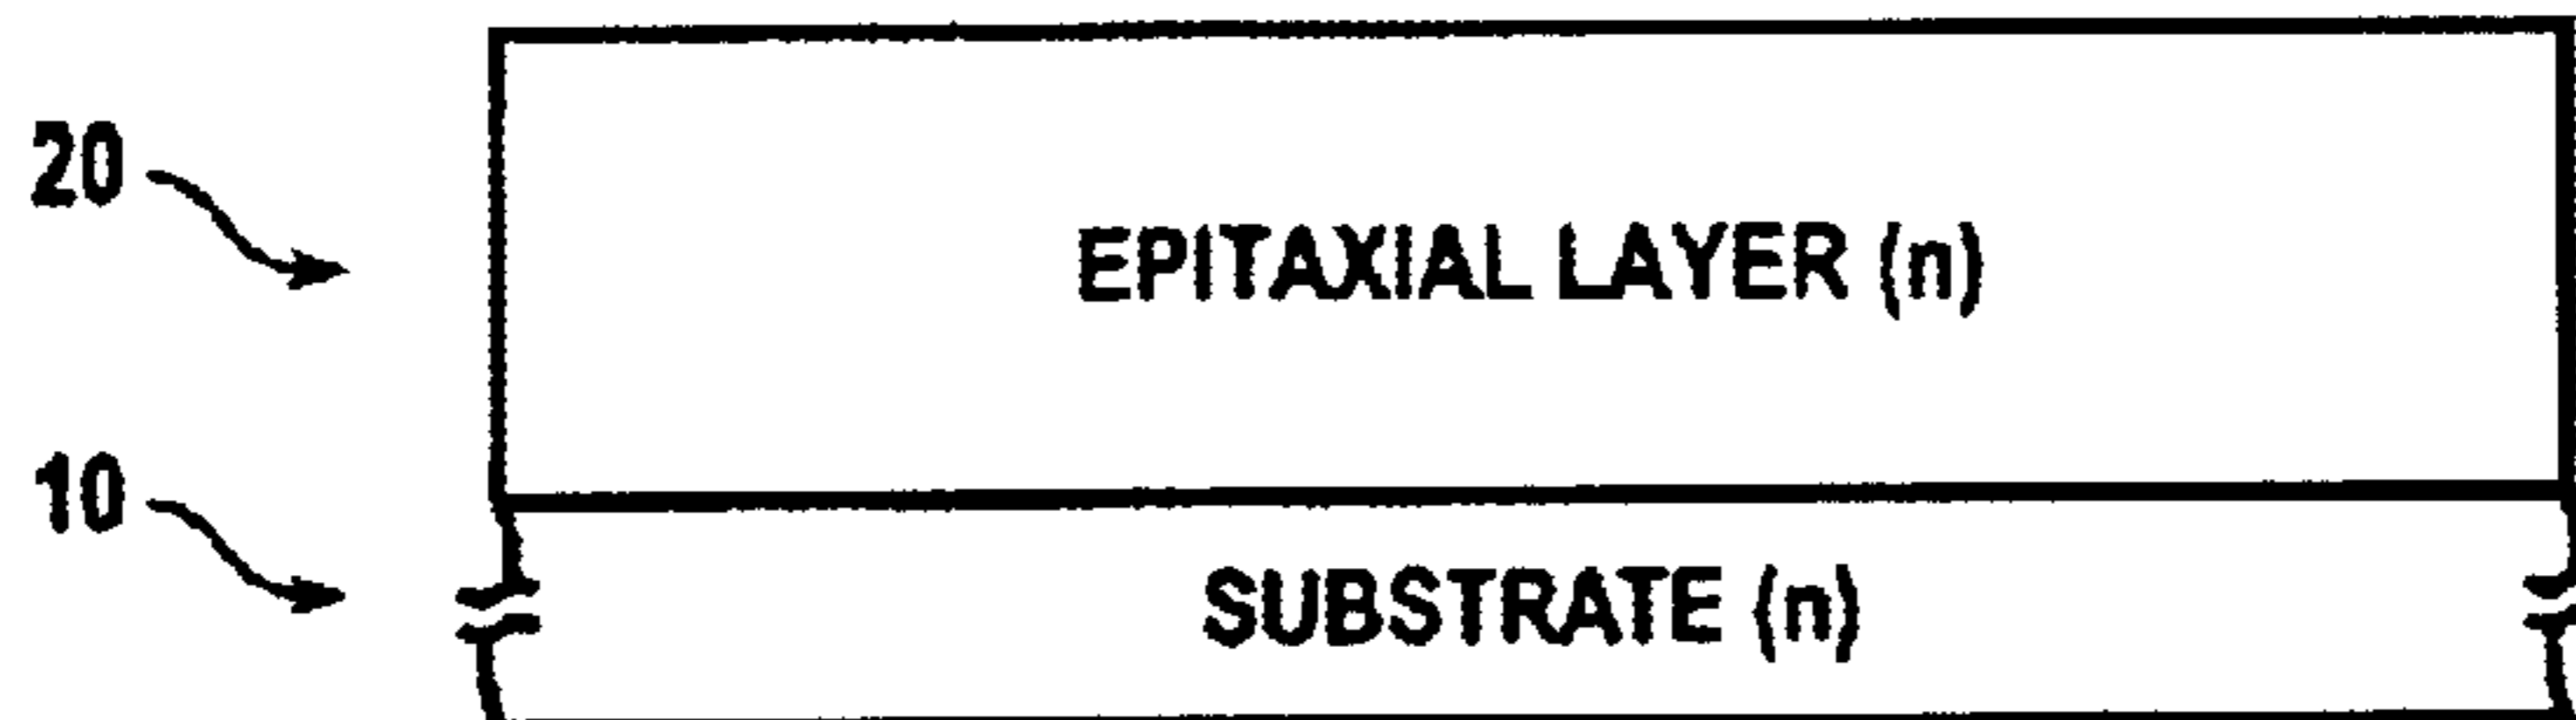 20
EPITAXIAL LAYER (n)
10
SUBSTRATE (n)